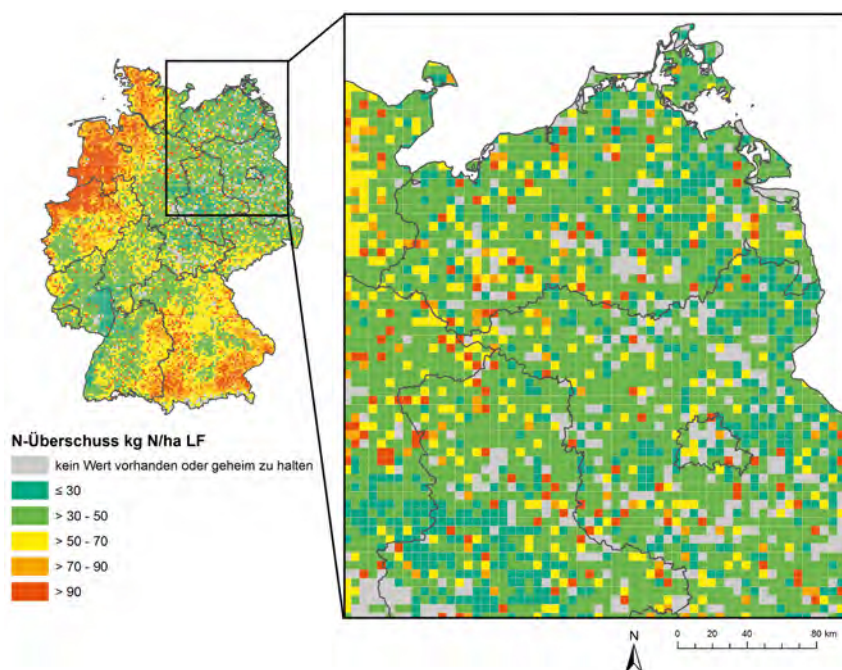 N-Überschuss kg N/ha LF
kein Wert vorhanden oder geheim zu halten
≤ 30
> 30 - 50
> 50 - 70
> 70 - 90
> 90
N
0 20 40 60 80 km